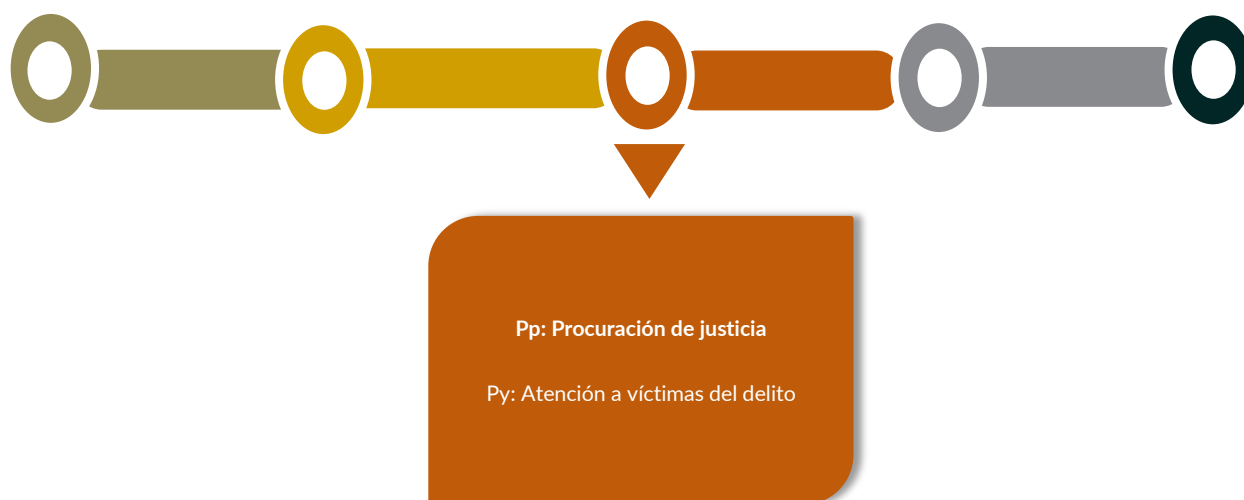 Pp: Procuración de justicia
Py: Atención a víctimas del delito